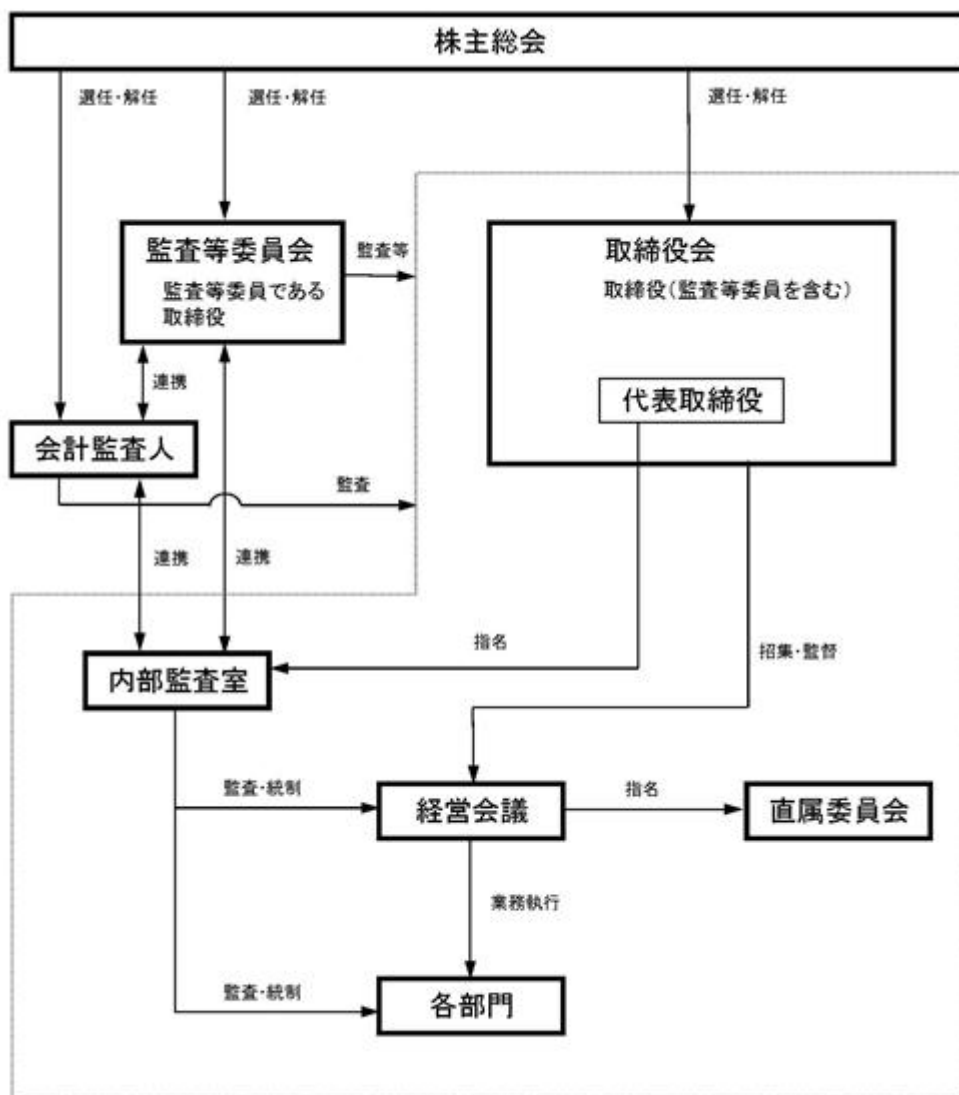 株主総会
選任・解任
選任・解任
選任・解任
監査等委員会
監査等委員である
取締役
監査等
取締役会
取締役(監査等委員を含む)
代表取締役
連携
会計監査人
監査
連携
連携
指名
招集・監督
内部監査室
監査・統制
経営会議
指名
直属委員会
業務執行
監査・統制
各部門